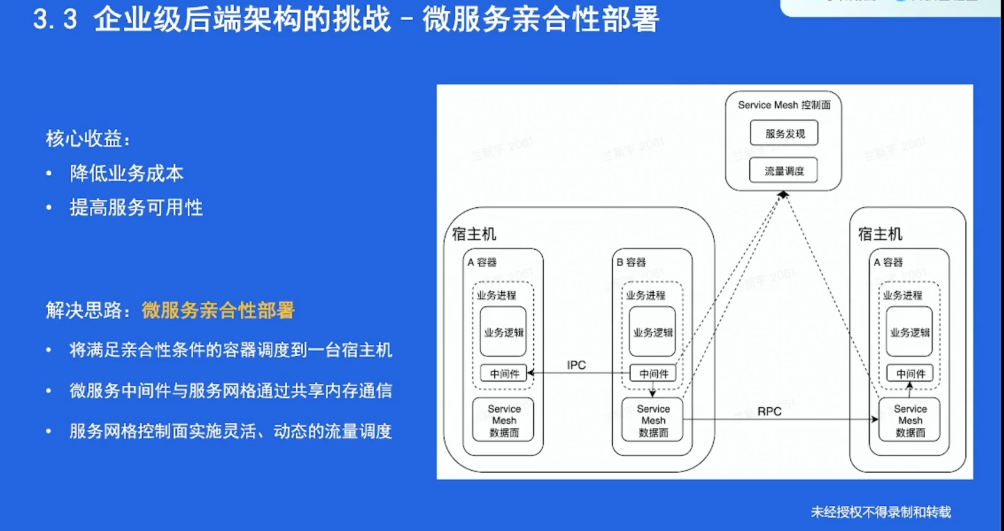 3.3 企业级后端架构的挑战 - 微服务亲合性部署
核心收益：
• 降低业务成本
• 提高服务可用性
解决思路：微服务亲合性部署
• 将满足亲合性条件的容器调度到一台宿主机
• 微服务中间件与服务网格通过共享内存通信
• 服务网格控制面实施灵活、动态的流量调度
Service Mesh 控制面
服务发现
流量调度
宿主机
A 容器
业务进程
业务逻辑
中间件
Service
Mesh
数据面
IPC
B 容器
业务进程
业务逻辑
中间件
Service
Mesh
数据面
RPC
宿主机
A 容器
业务进程
业务逻辑
中间件
Service
Mesh
数据面
未经授权不得录制和转载